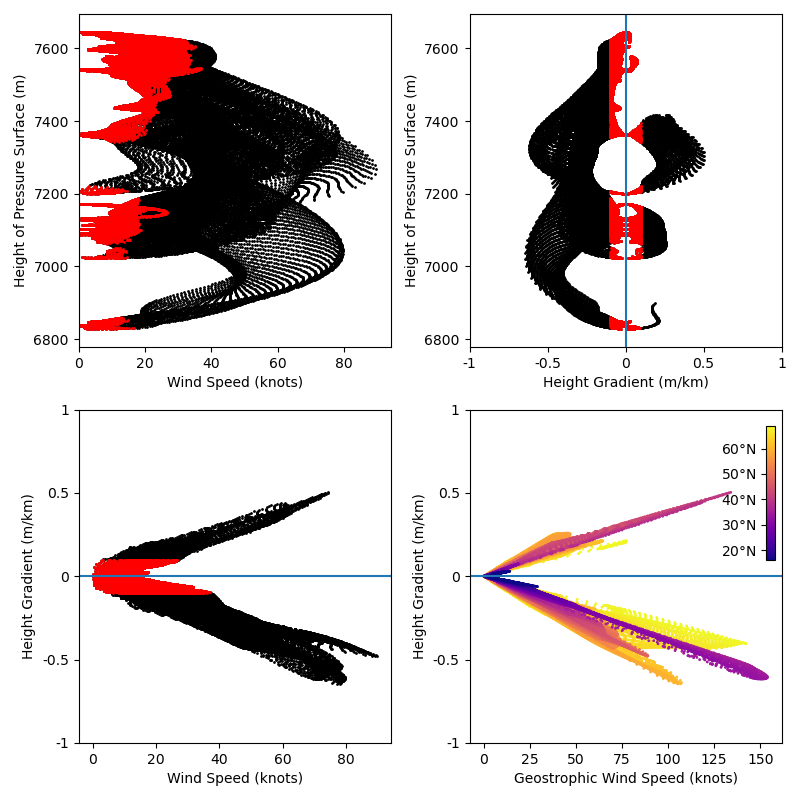 7600
7400
7200
7000
6800
Height of Pressure Surface (m)
0 20 40 60 80
Wind Speed (knots)
7600
7400
7200
7000
6800
Height of Pressure Surface (m)
-1 -0.5 0 0.5 1
Height Gradient (m/km)
1
0.5
0
-0.5
-1
Height Gradient (m/km)
0 20 40 60 80
Wind Speed (knots)
1
0.5
0
-0.5
-1
Height Gradient (m/km)
60°N
50°N
40°N
30°N
20°N
0 25 50 75 100 125 150
Geostrophic Wind Speed (knots)